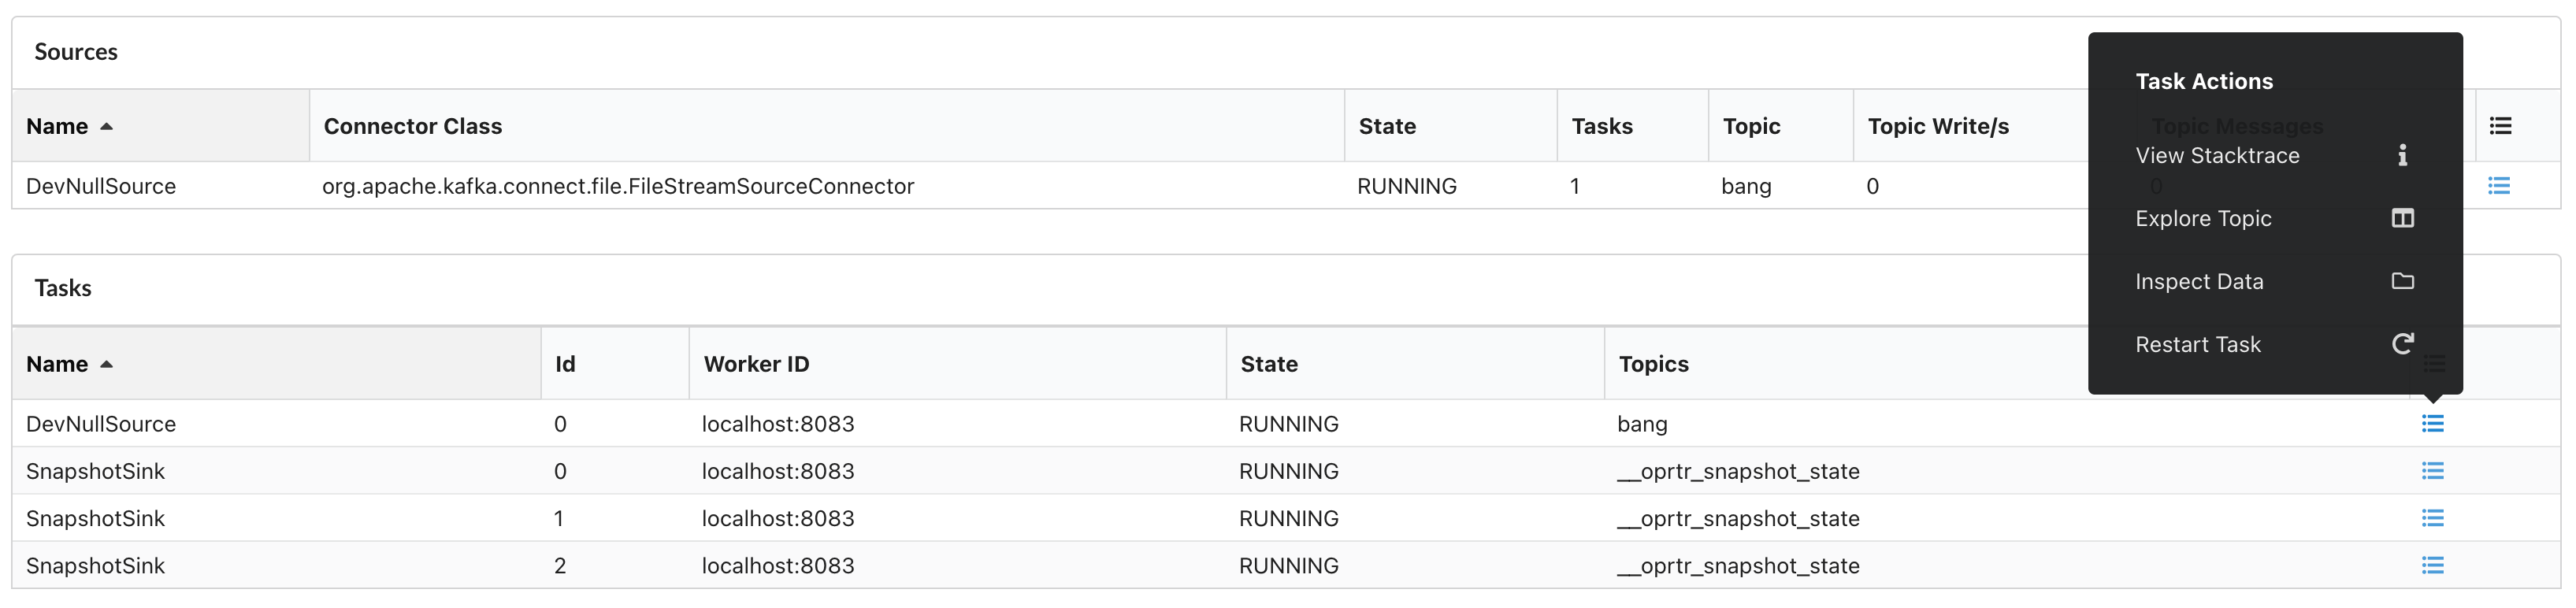 Sources
Name Connector Class State Tasks Topic Topic Write/s Topic Messages
DevNullSource org.apache.kafka.connect.file.FileStreamSourceConnector RUNNING 1 bang 0 0
Task Actions
View Stacktrace
Explore Topic
Inspect Data
Restart Task
Tasks
Name Id Worker ID State Topics
DevNullSource 0 localhost:8083 RUNNING bang
SnapshotSink 0 localhost:8083 RUNNING __oprtr_snapshot_state
SnapshotSink 1 localhost:8083 RUNNING __oprtr_snapshot_state
SnapshotSink 2 localhost:8083 RUNNING __oprtr_snapshot_state